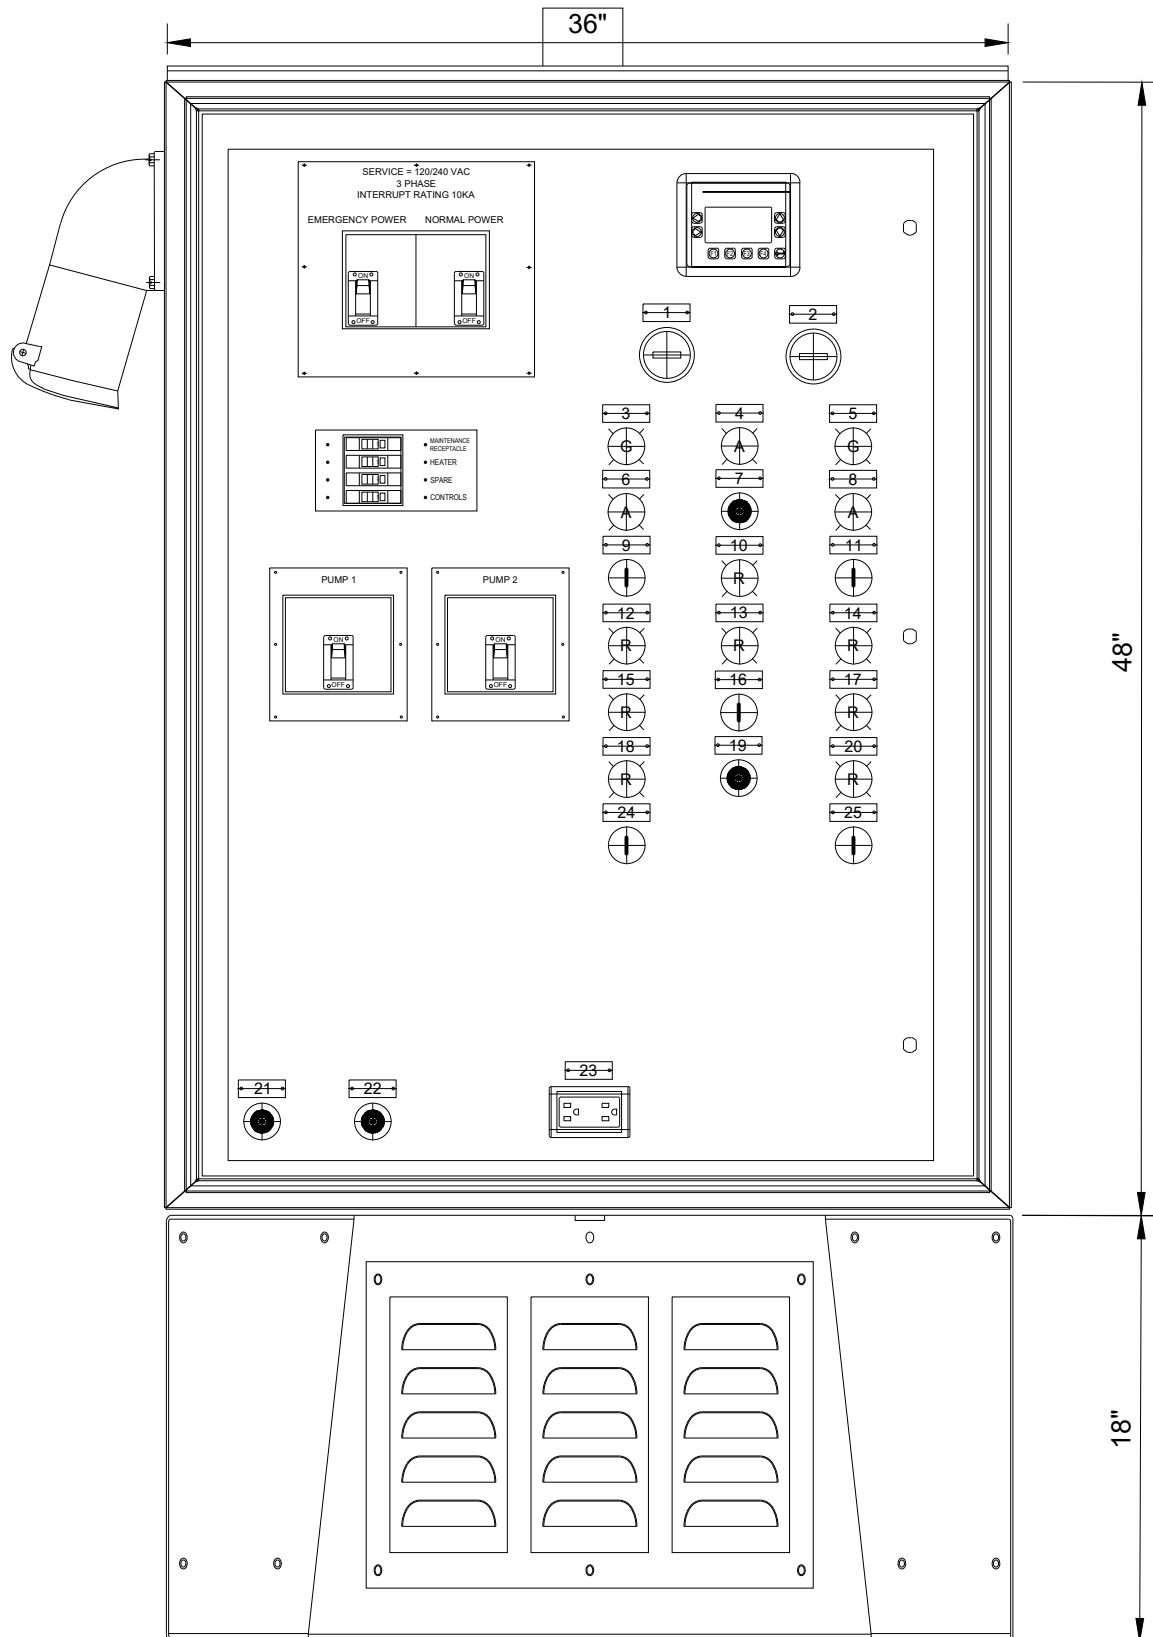 36"
SERVICE = 120/240 VAC
3 PHASE
INTERRUPT RATING 10KA
EMERGENCY POWER NORMAL POWER
ON ON
OFF OFF
1 2
3 4 5
G A G
6 7 8
A A
MAINTENANCE
RECEPTACLE
HEATER
SPARE
CONTROLS
9 10 11
R
PUMP 1 PUMP 2
ON ON
OFF OFF
12 13 14
R R R
15 16 17
R R
18 19 20
R R
24 25
48"
23
21 22
18"